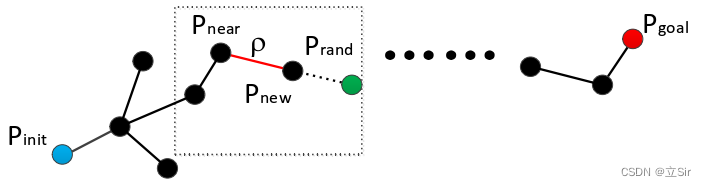 Pnear
ρ
Prand
Pgoal
Pnew
Pinit
CSDN @立Sir